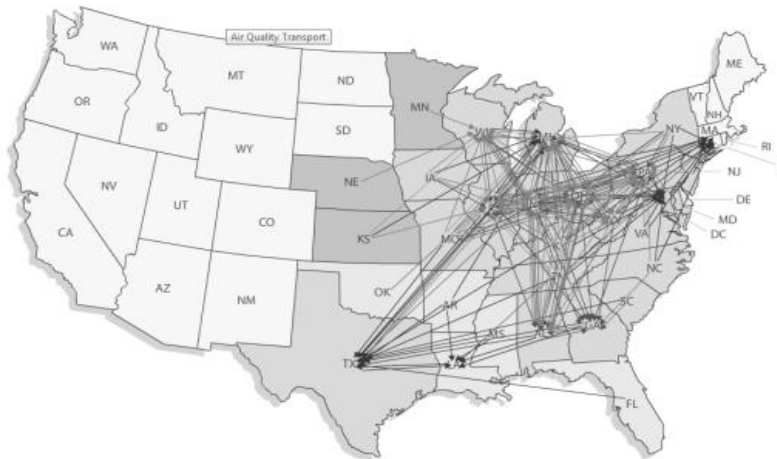 Air Quality Transport
WA
MT
ND
MN
ME
VT
NH
OR
ID
SD
WI
NY
MA
RI
WY
NJ
NE
IA
DE
NV
UT
CO
MD
DC
CA
KS
MO
VA
NC
AZ
NM
OK
AR
SC
MS
TX
FL